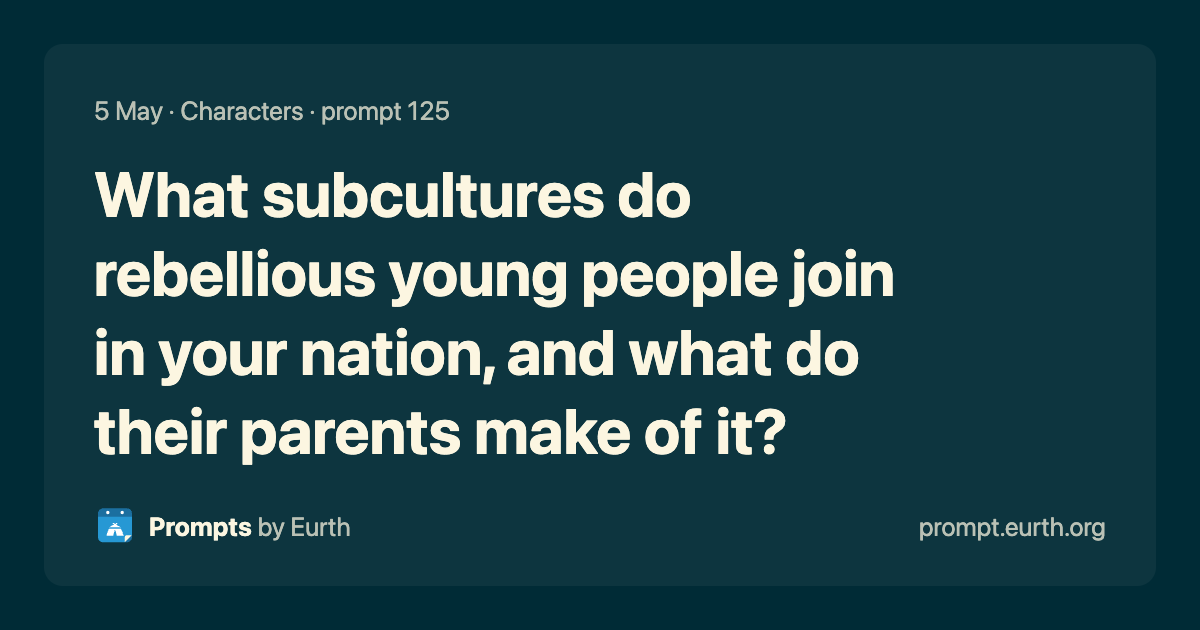 5 May · Characters · prompt 125
What subcultures do
rebellious young people join
in your nation, and what do
their parents make of it?
Prompts by Eurth
prompt.eurth.org